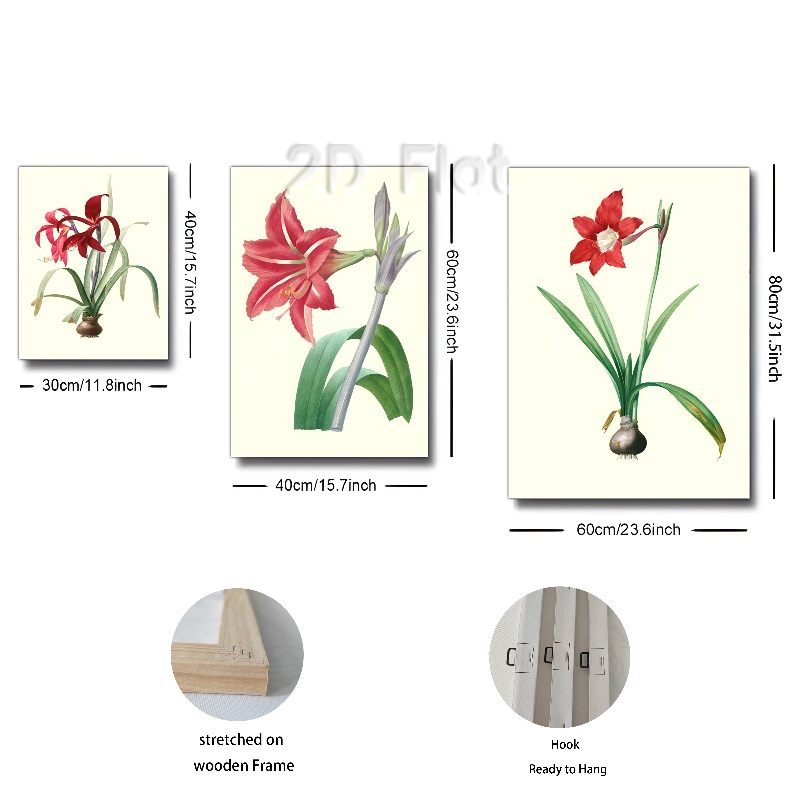 2D Flat
40cm/15.7inch
30cm/11.8inch
60cm/23.6inch
40cm/15.7inch
80cm/31.5inch
60cm/23.6inch
stretched on
wooden Frame
Hook
Ready to Hang